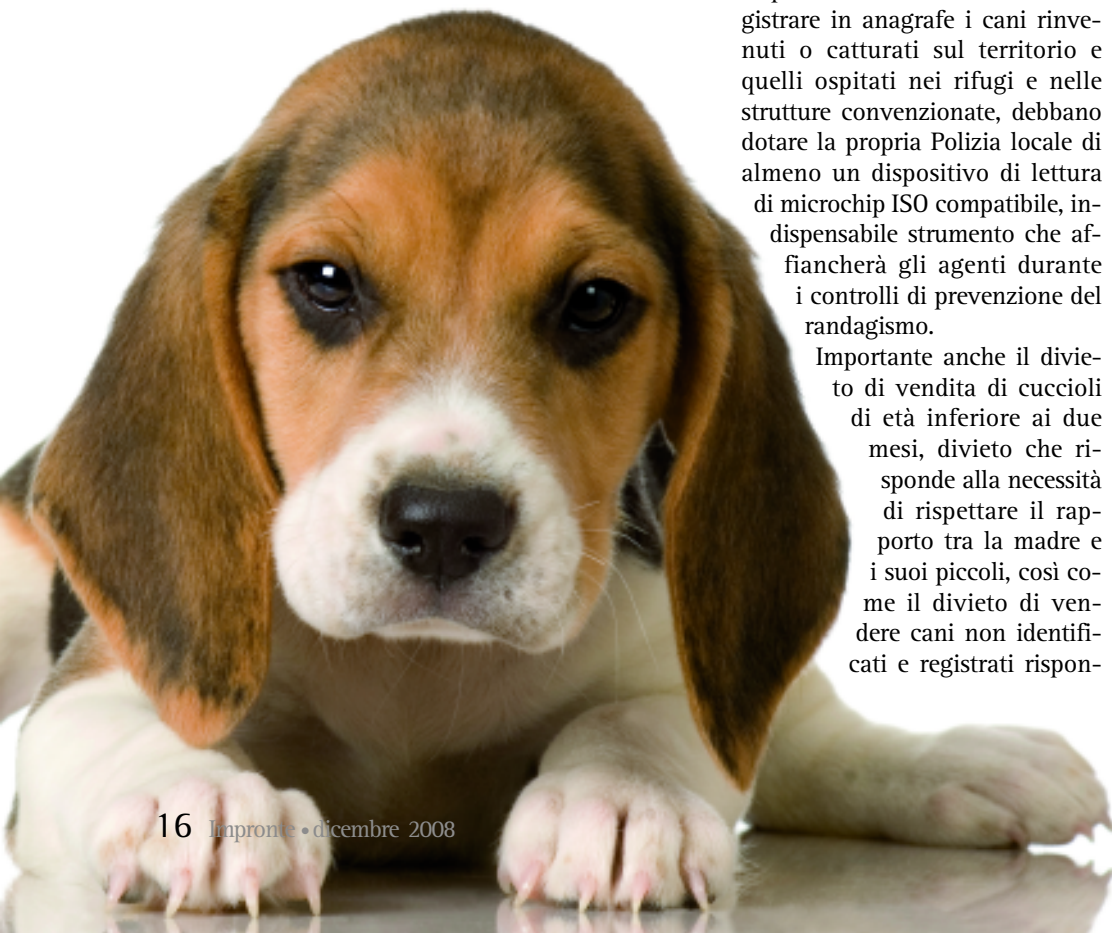 gistrare in anagrafe i cani rinve-
nuti o catturati sul territorio e
quelli ospitati nei rifugi e nelle
strutture convenzionate, debbano
dotare la propria Polizia locale di
almeno un dispositivo di lettura
di microchip ISO compatibile, in-
dispensabile strumento che af-
fiancherà gli agenti durante
i controlli di prevenzione del
randagismo.
Importante anche il divie-
to di vendita di cuccioli
di età inferiore ai due
mesi, divieto che ri-
sponde alla necessità
di rispettare il rap-
porto tra la madre e
i suoi piccoli, così co-
me il divieto di ven-
dere cani non identifi-
cati e registrati rispon-
16 Impronte • dicembre 2008